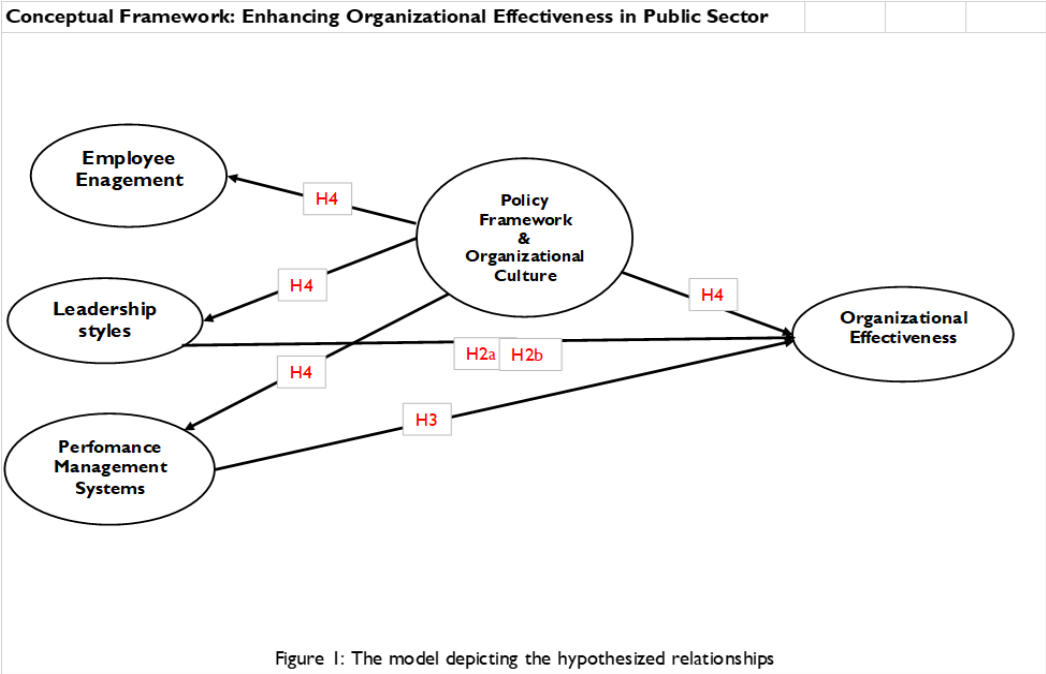 Conceptual Framework: Enhancing Organizational Effectiveness in Public Sector
Employee
Enagement
H4
Policy
Framework
&
Organizational
Culture
H4
Leadership
styles
H4
Organizational
Effectiveness
H2a
H2b
H4
H3
Perfomance
Management
Systems
Figure 1: The model depicting the hypothesized relationships